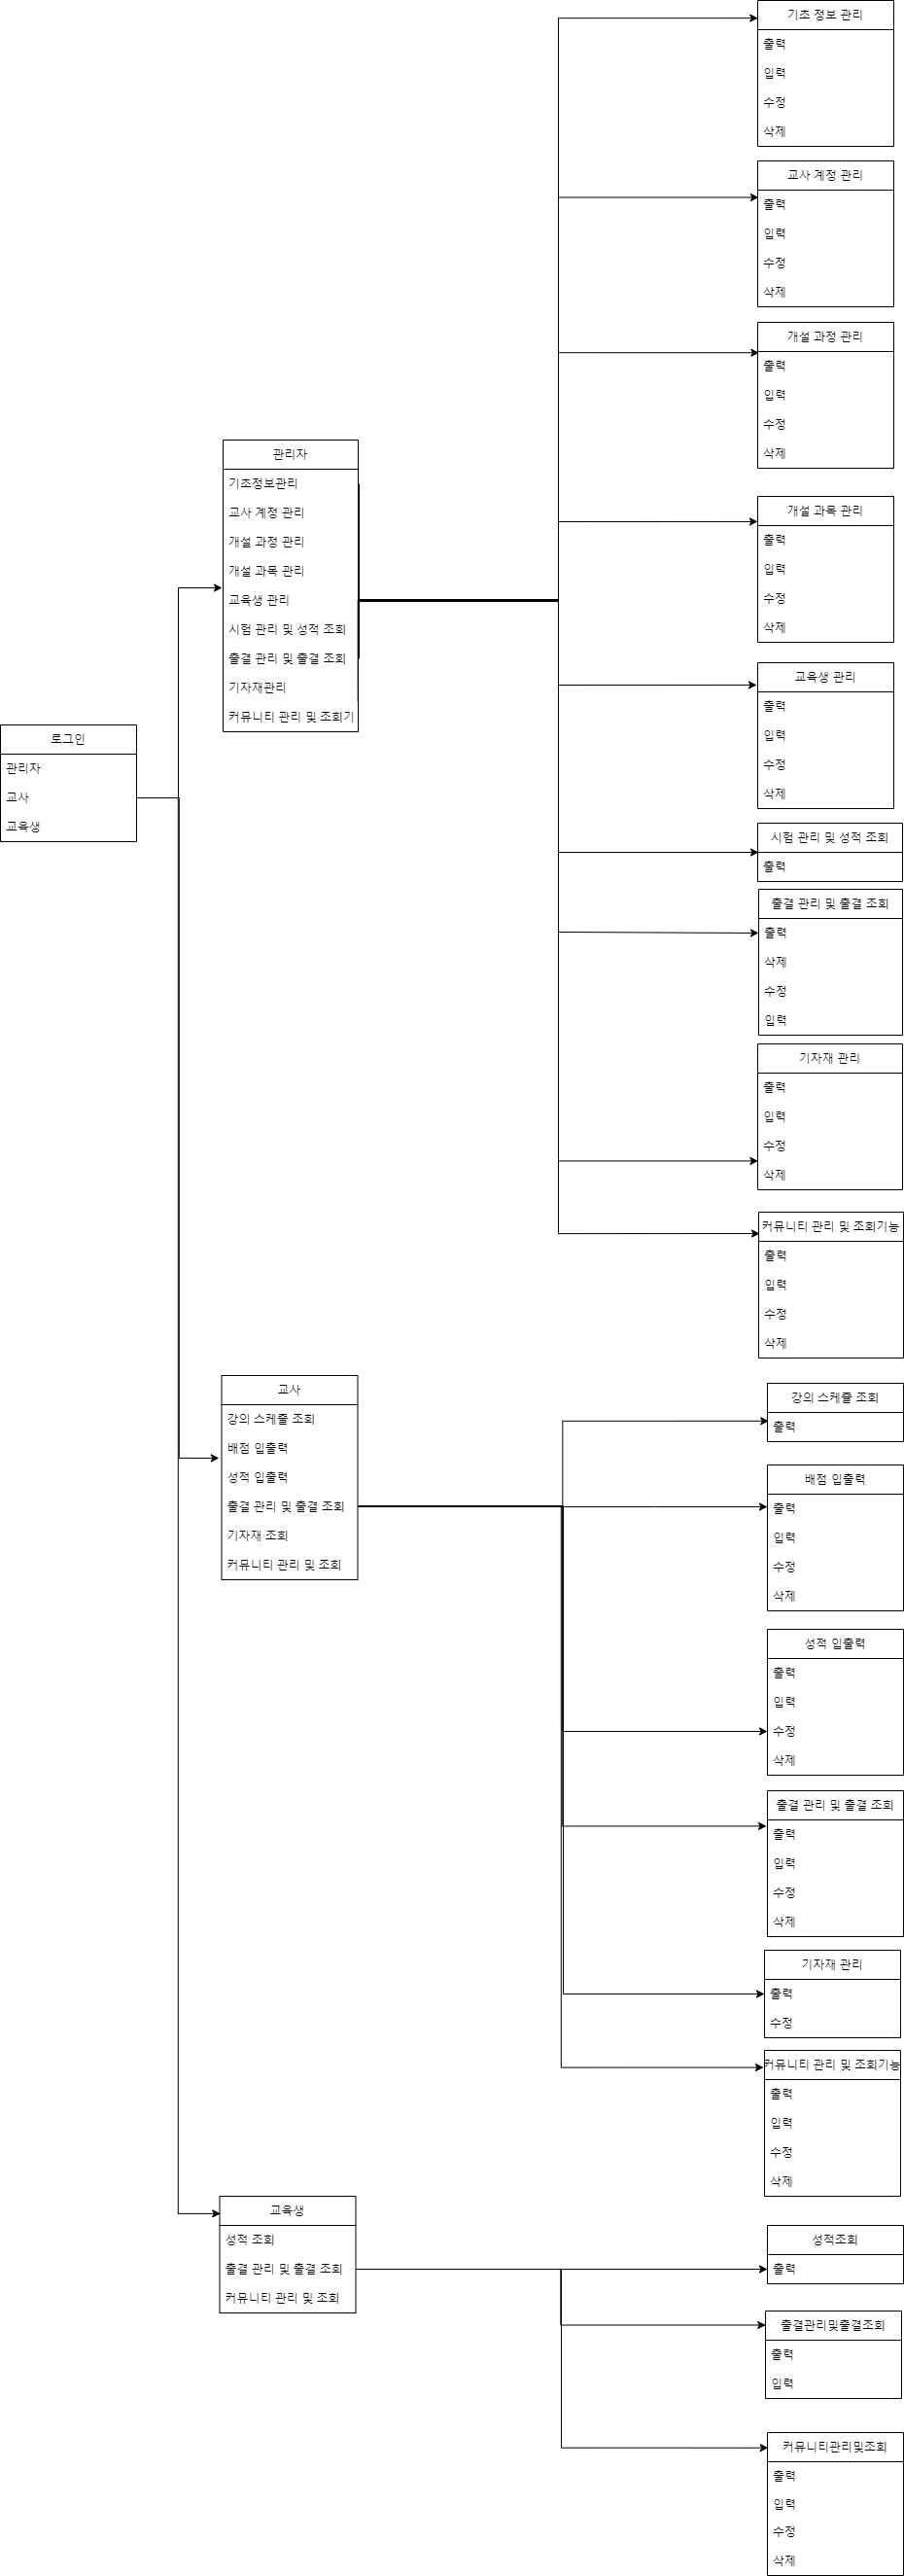 로그인
관리자
교사
교육생
관리자
기초정보관리
교사 계정 관리
개설 과정 관리
개설 과목 관리
교육생 관리
시험 관리 및 성적 조회
출결 관리 및 출결 조회
기자재관리
커뮤니티 관리 및 조회기
기초 정보 관리
출력
입력
수정
삭제
교사 계정 관리
출력
입력
수정
삭제
개설 과정 관리
출력
입력
수정
삭제
개설 과목 관리
출력
입력
수정
삭제
교육생 관리
출력
입력
수정
삭제
시험 관리 및 성적 조회
출력
출결 관리 및 출결 조회
출력
삭제
수정
입력
기자재 관리
출력
입력
수정
삭제
커뮤니티 관리 및 조회기능
출력
입력
수정
삭제
교사
강의 스케줄 조회
배점 입출력
성적 입출력
출결 관리 및 출결 조회
기자재 조회
커뮤니티 관리 및 조회
강의 스케쥴 조회
출력
배점 입출력
출력
입력
수정
삭제
성적 입출력
출력
입력
수정
삭제
출결 관리 및 출결 조회
출력
입력
수정
삭제
기자재 관리
출력
수정
커뮤니티 관리 및 조회기능
출력
입력
수정
삭제
교육생
성적 조회
출결 관리 및 출결 조회
커뮤니티 관리 및 조회
성적조회
출력
출결관리및출결조회
출력
입력
커뮤니티관리및조회
출력
입력
수정
삭제